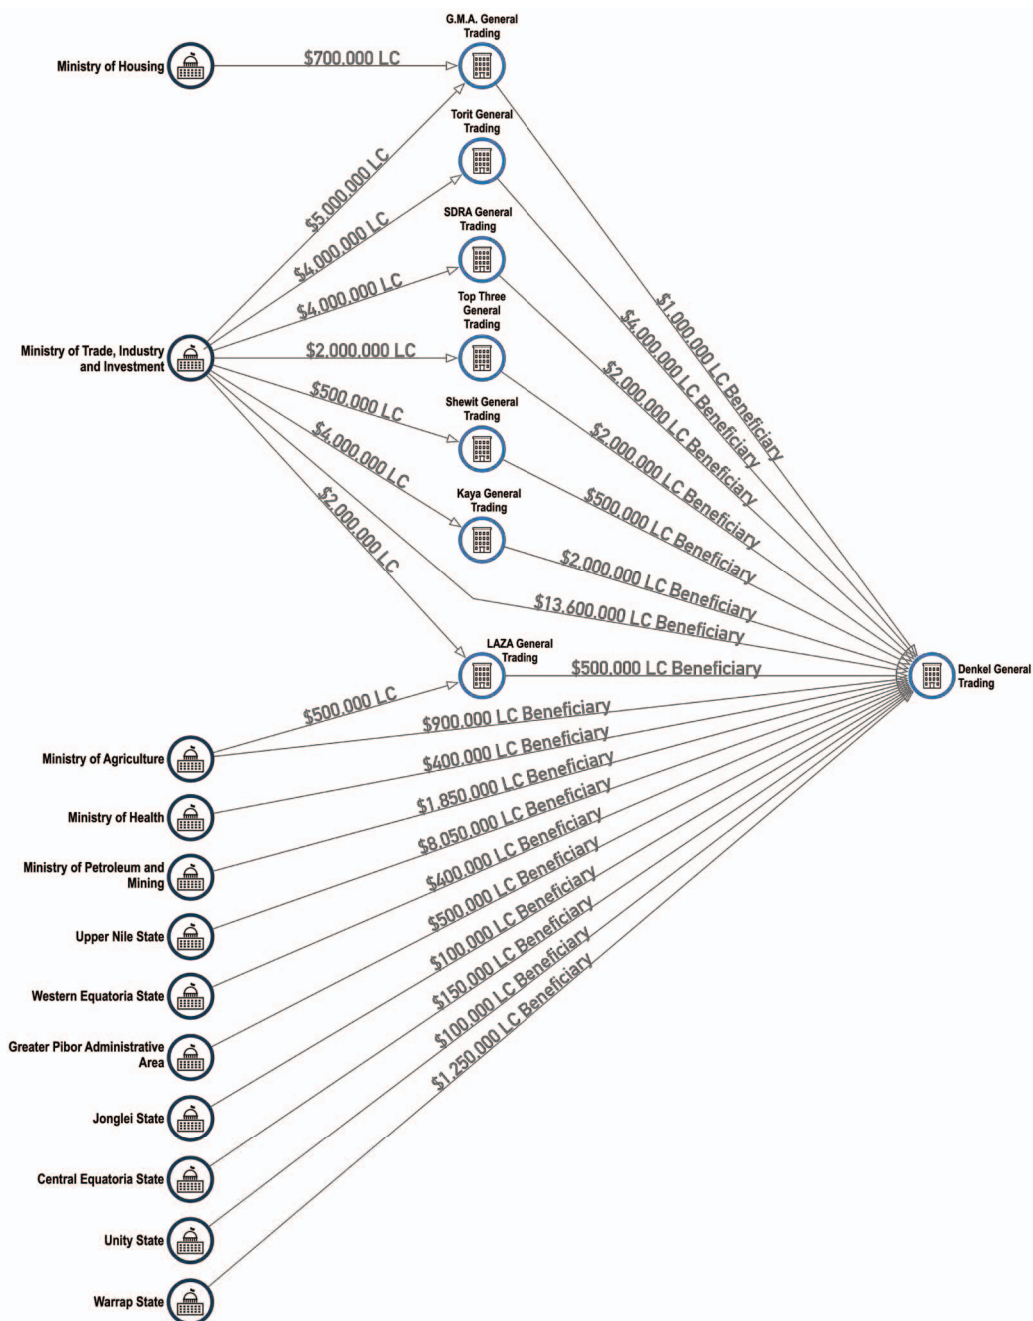 G.M.A. General
Trading
Ministry of Housing
$700.000 LC
Torit General
Trading
$5.000.000 LC
$4.000.000 LC
SDRA General
Trading
$4.000.000 LC
Top Three
General
Trading
Ministry of Trade, Industry
and Investment
$2.000.000 LC
$1.000.000 LC Beneficiary
$4.000.000 LC Beneficiary
$2.000.000 LC Beneficiary
$2.000.000 LC Beneficiary
Shewit General
Trading
$500.000 LC
$500.000 LC Beneficiary
$4.000.000 LC
Kaya General
Trading
$2.000.000 LC
$2.000.000 LC Beneficiary
$13.600.000 LC Beneficiary
LAZA General
Trading
$500.000 LC Beneficiary
Denkel General
Trading
$500.000 LC
$900.000 LC Beneficiary
Ministry of Agriculture
$400.000 LC Beneficiary
Ministry of Health
$1.850.000 LC Beneficiary
Ministry of Petroleum and
Mining
$8.050.000 LC Beneficiary
Upper Nile State
$400.000 LC Beneficiary
Western Equatoria State
$500.000 LC Beneficiary
Greater Pibor Administrative
Area
$100.000 LC Beneficiary
Jonglei State
$150.000 LC Beneficiary
Central Equatoria State
$100.000 LC Beneficiary
Unity State
$1.250.000 LC Beneficiary
Warrap State